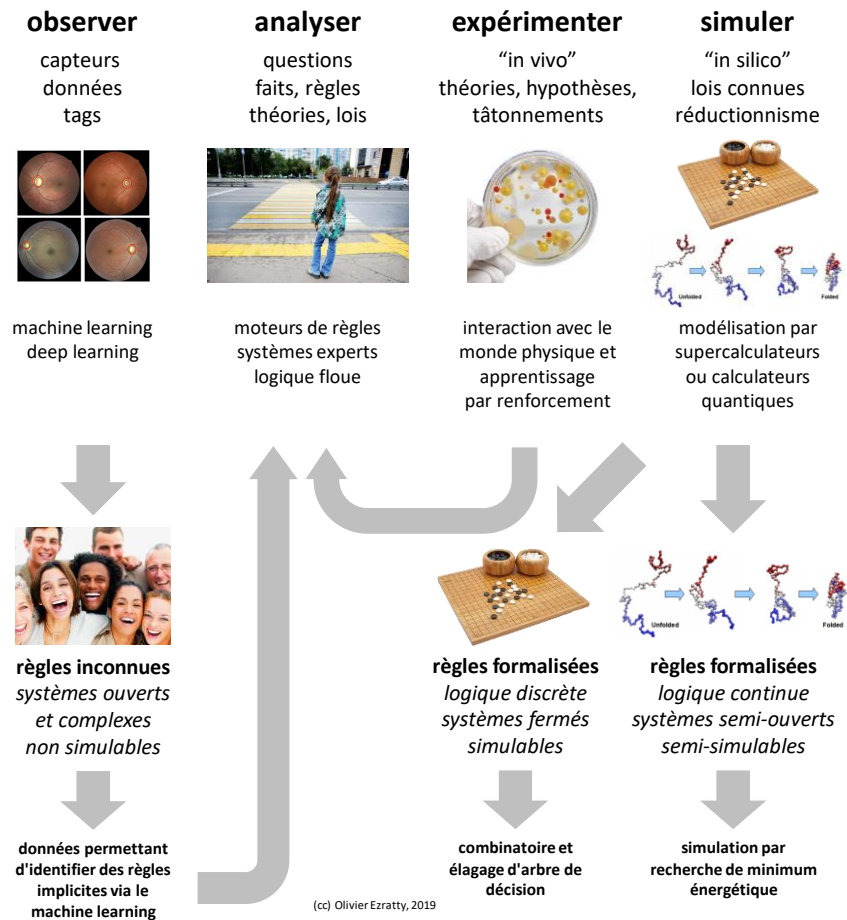 observer
capteurs
données
tags
machine learning
deep learning
analyser
questions
faits, règles
théories, lois
moteurs de règles
systèmes experts
logique floue
expérimenter
“in vivo”
théories, hypothèses,
tâtonnements
interaction avec le
monde physique et
apprentissage
par renforcement
simuler
“in silico”
lois connues
réductionnisme
Unfolded
Folded
modélisation par
supercalculateurs
ou calculateurs
quantiques
règles inconnues
systèmes ouverts
et complexes
non simulables
données permettant
d'identifier des règles
implicites via le
machine learning
règles formalisées
logique discrète
systèmes fermés
simulables
combinatoire et
élagage d'arbre de
décision
Unfolded
Folded
règles formalisées
logique continue
systèmes semi-ouverts
semi-simulables
simulation par
recherche de minimum
énergétique
(cc) Olivier Ezratty, 2019